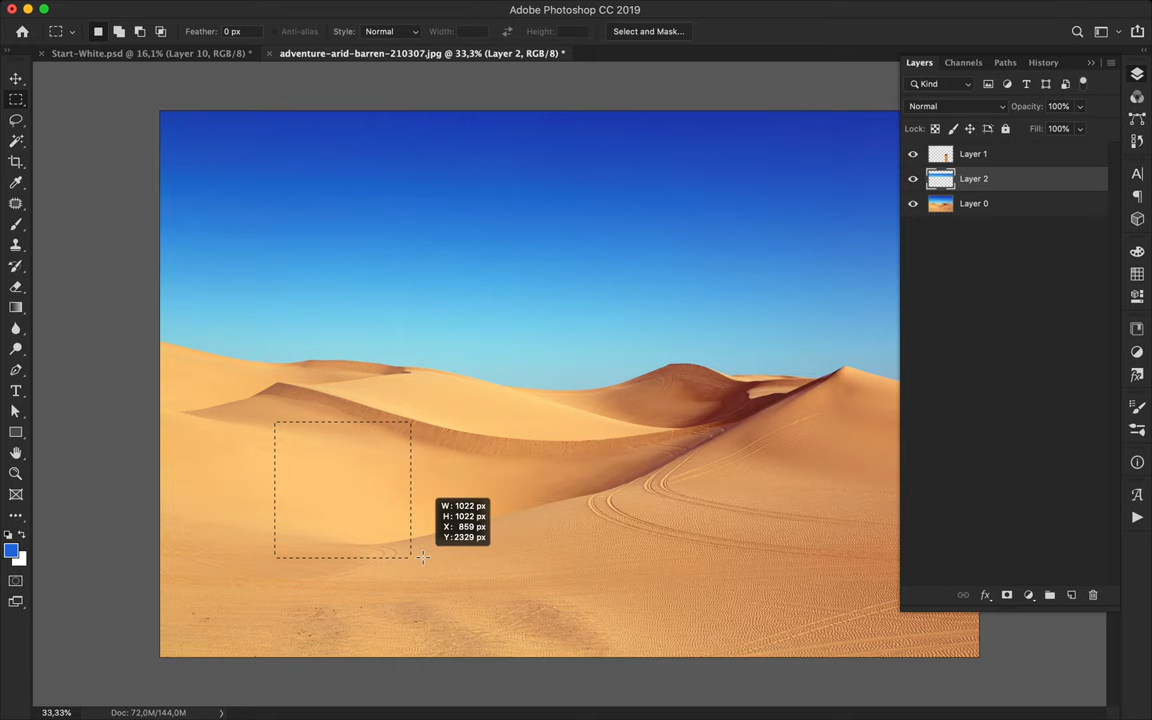 Adobe Photoshop CC 2019
Feather: 0 px Anti-alias Style: Normal Width: Height: Select and Mask...
Start-White.psd @ 16,1% (Layer 10, RGB/8) * adventure-arid-barren-210307.jpg @ 33,3% (Layer 2, RGB/8) *
Layers Channels Paths History
Kind
Normal Opacity: 100%
Lock: Fill: 100%
Layer 1
Layer 2
Layer 0
W: 1022 px
H: 1022 px
X: 859 px
Y: 2329 px
33,33% Doc: 72,0M/144,0M